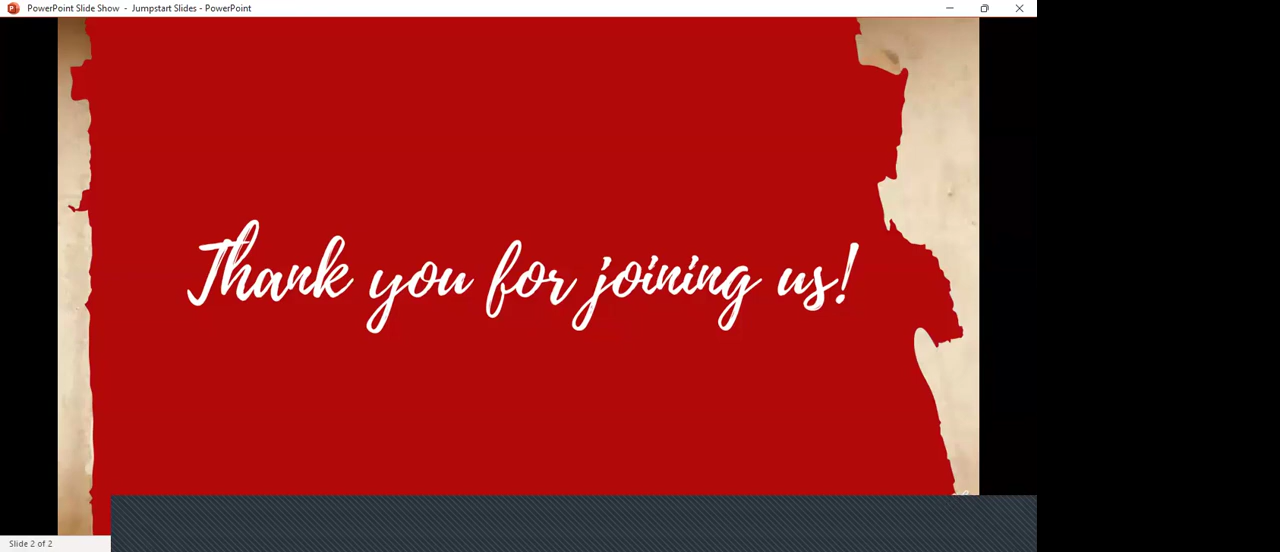 PowerPoint Slide Show - Jumpstart Slides - PowerPoint
Thank you for joining us!
Slide 2 of 2